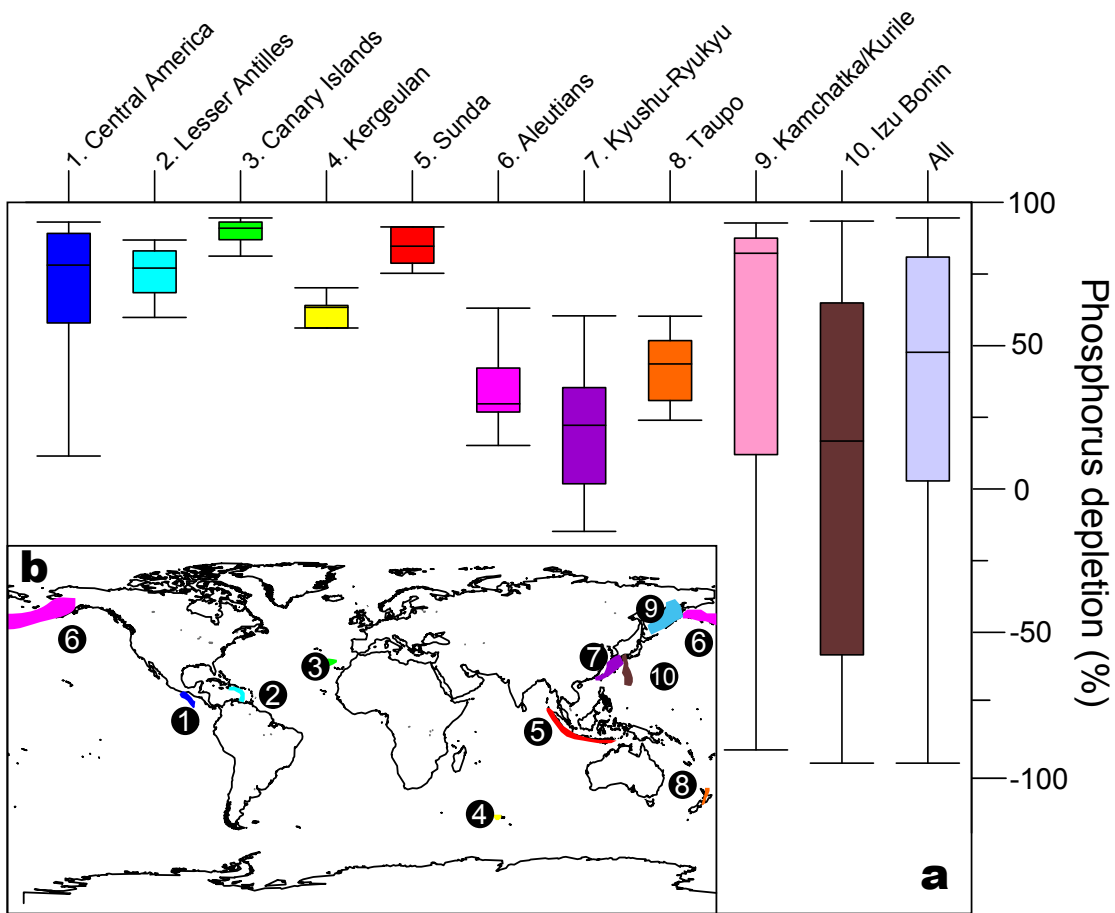 1. Central America
2. Lesser Antilles
3. Canary Islands
4. Kergeulan
5. Sunda
6. Aleutians
7. Kyushu-Ryukyu
8. Taupo
9. Kamchatka/Kurile
10. Izu Bonin
All
100
50
0
-50
-100
Phosphorus depletion (%)
b
6
3
2
1
9
6
7
10
5
8
4
a